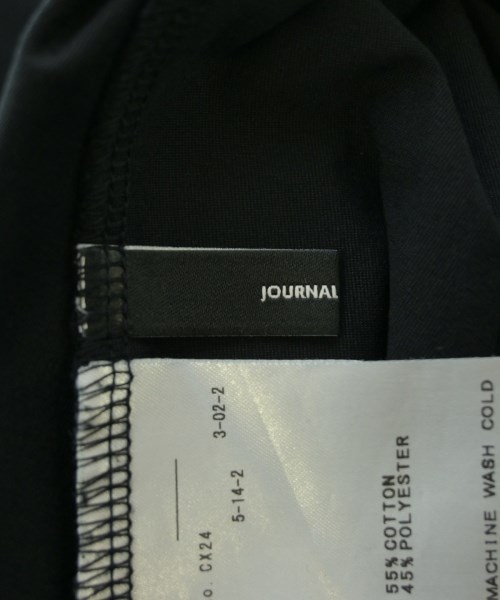 JOURNAL
3-02-2
5-14-2
o. CX24
55% COTTON
45% POLYESTER
MACHINE WASH COLD